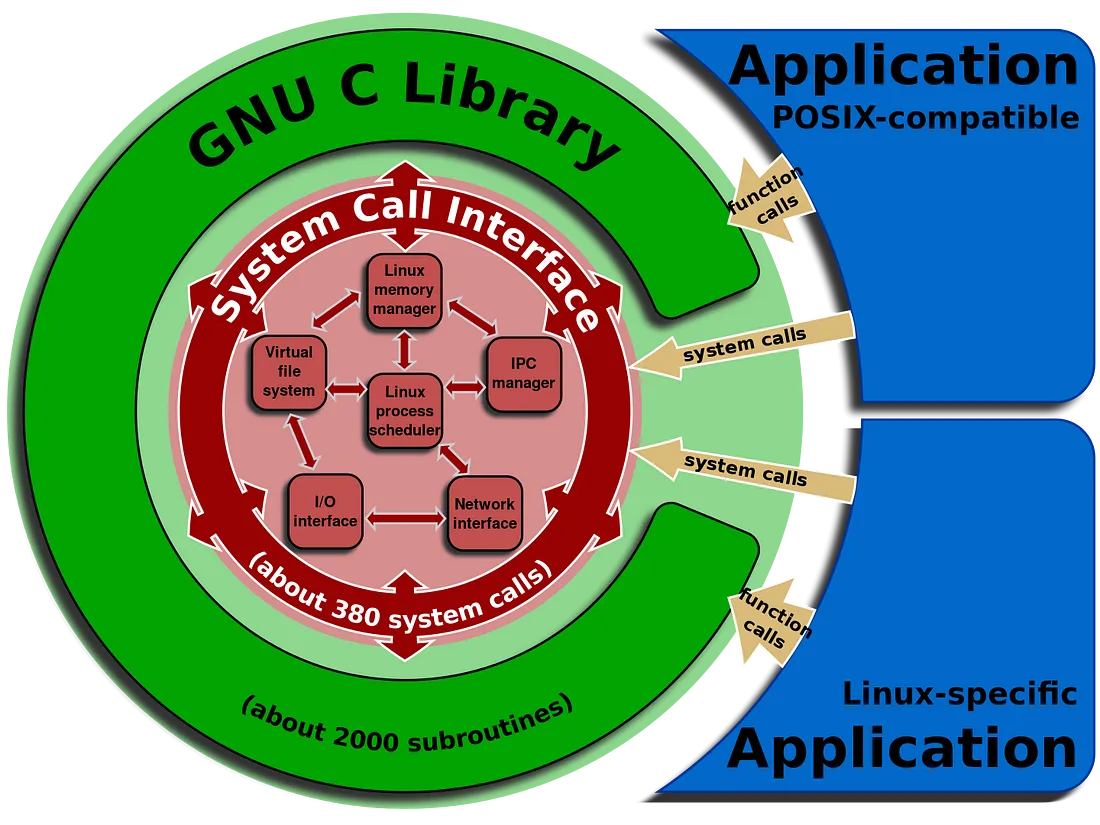 GNU C Library
Application
POSIX-compatible
function
calls
System Call Interface
Linux
memory
manager
system calls
Virtual
file
system
IPC
manager
Linux
process
scheduler
system calls
I/O
interface
Network
interface
(about 380 system calls)
function
calls
(about 2000 subroutines)
Linux-specific
Application